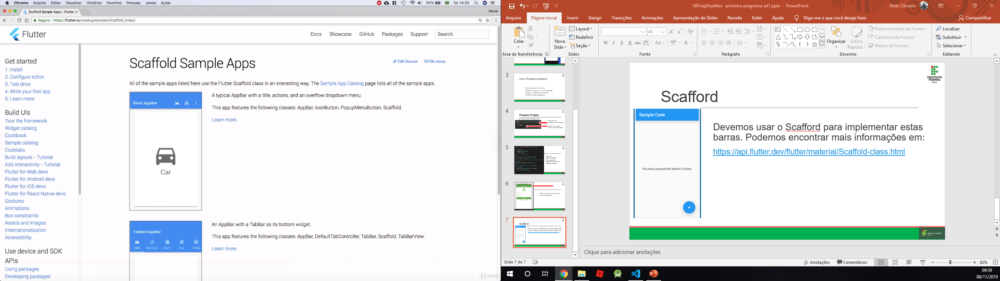 Chrome Arquivo Editar Visualizar Histórico Favoritos Pessoas Janela Ajuda
100% Ter 14:23
Scaffold Sample Apps - Flutter
Daniel
Seguro https://flutter.io/catalog/samples/Scaffold_index/
Flutter
Docs Showcase GitHub Packages Support Search
Get started
1: Install
2: Configure editor
3: Test drive
4: Write your first app
5: Learn more
Build UIs
Tour the framework
Widget catalog
Cookbook
Sample catalog
Codelabs
Build layouts - Tutorial
Add interactivity - Tutorial
Flutter for Web devs
Flutter for Android devs
Flutter for iOS devs
Flutter for React Native devs
Gestures
Animations
Box constraints
Assets and images
Internationalization
Accessibility
Use device and SDK
APIs
Using packages
Developing packages
Scaffold Sample Apps
Edit Source File Issue
All of the sample apps listed here use the Flutter Scaffold class in an interesting way. The Sample App Catalog page lists all of the sample apps.
Basic AppBar
Car
A typical AppBar with a title, actions, and an overflow dropdown menu.
This app features the following classes: AppBar, IconButton, PopupMenuButton, Scaffold.
Learn more.
Tabbed AppBar
CAR BICYCLE BOAT BUS TRAIN
An AppBar with a TabBar as its bottom widget.
This app features the following classes: AppBar, DefaultTabController, TabBar, Scaffold, TabBarView.
Learn more.
Udemy
16ProgDispMov -primeiro programa-pt1.pptx - PowerPoint
Rildo Oliveira
Arquivo Página Inicial Inserir Design Transições Animações Apresentação de Slides Revisão Exibir Ajuda Diga-me o que você deseja fazer Compartilhar
Colar
Área de Transferência
Novo
Slide
Layout
Redefinir
Seção
Slides
40
N I S S abc AV Aa
Fonte
Parágrafo
Organizar
Estilos
Rápidos
Preenchimento da Forma
Contorno da Forma
Efeitos de Forma
Desenho
Localizar
Substituir
Selecionar
Editando
3
Crie o Projeto em Branco
4
Primeiro Projeto
5
6
7
Scafford
INSTITUTO
FEDERAL
Piauí
Scafford
Sample Code
You have pressed the button 0 times.
+
Devemos usar o Scafford para implementar estas
barras. Podemos encontrar mais informações em:
https://api.flutter.dev/flutter/material/Scaffold-class.html
INSTITUTO FEDERAL
Piauí
Clique para adicionar anotações
Slide 7 de 7
Anotações Comentários 82%
09:59
08/11/2019